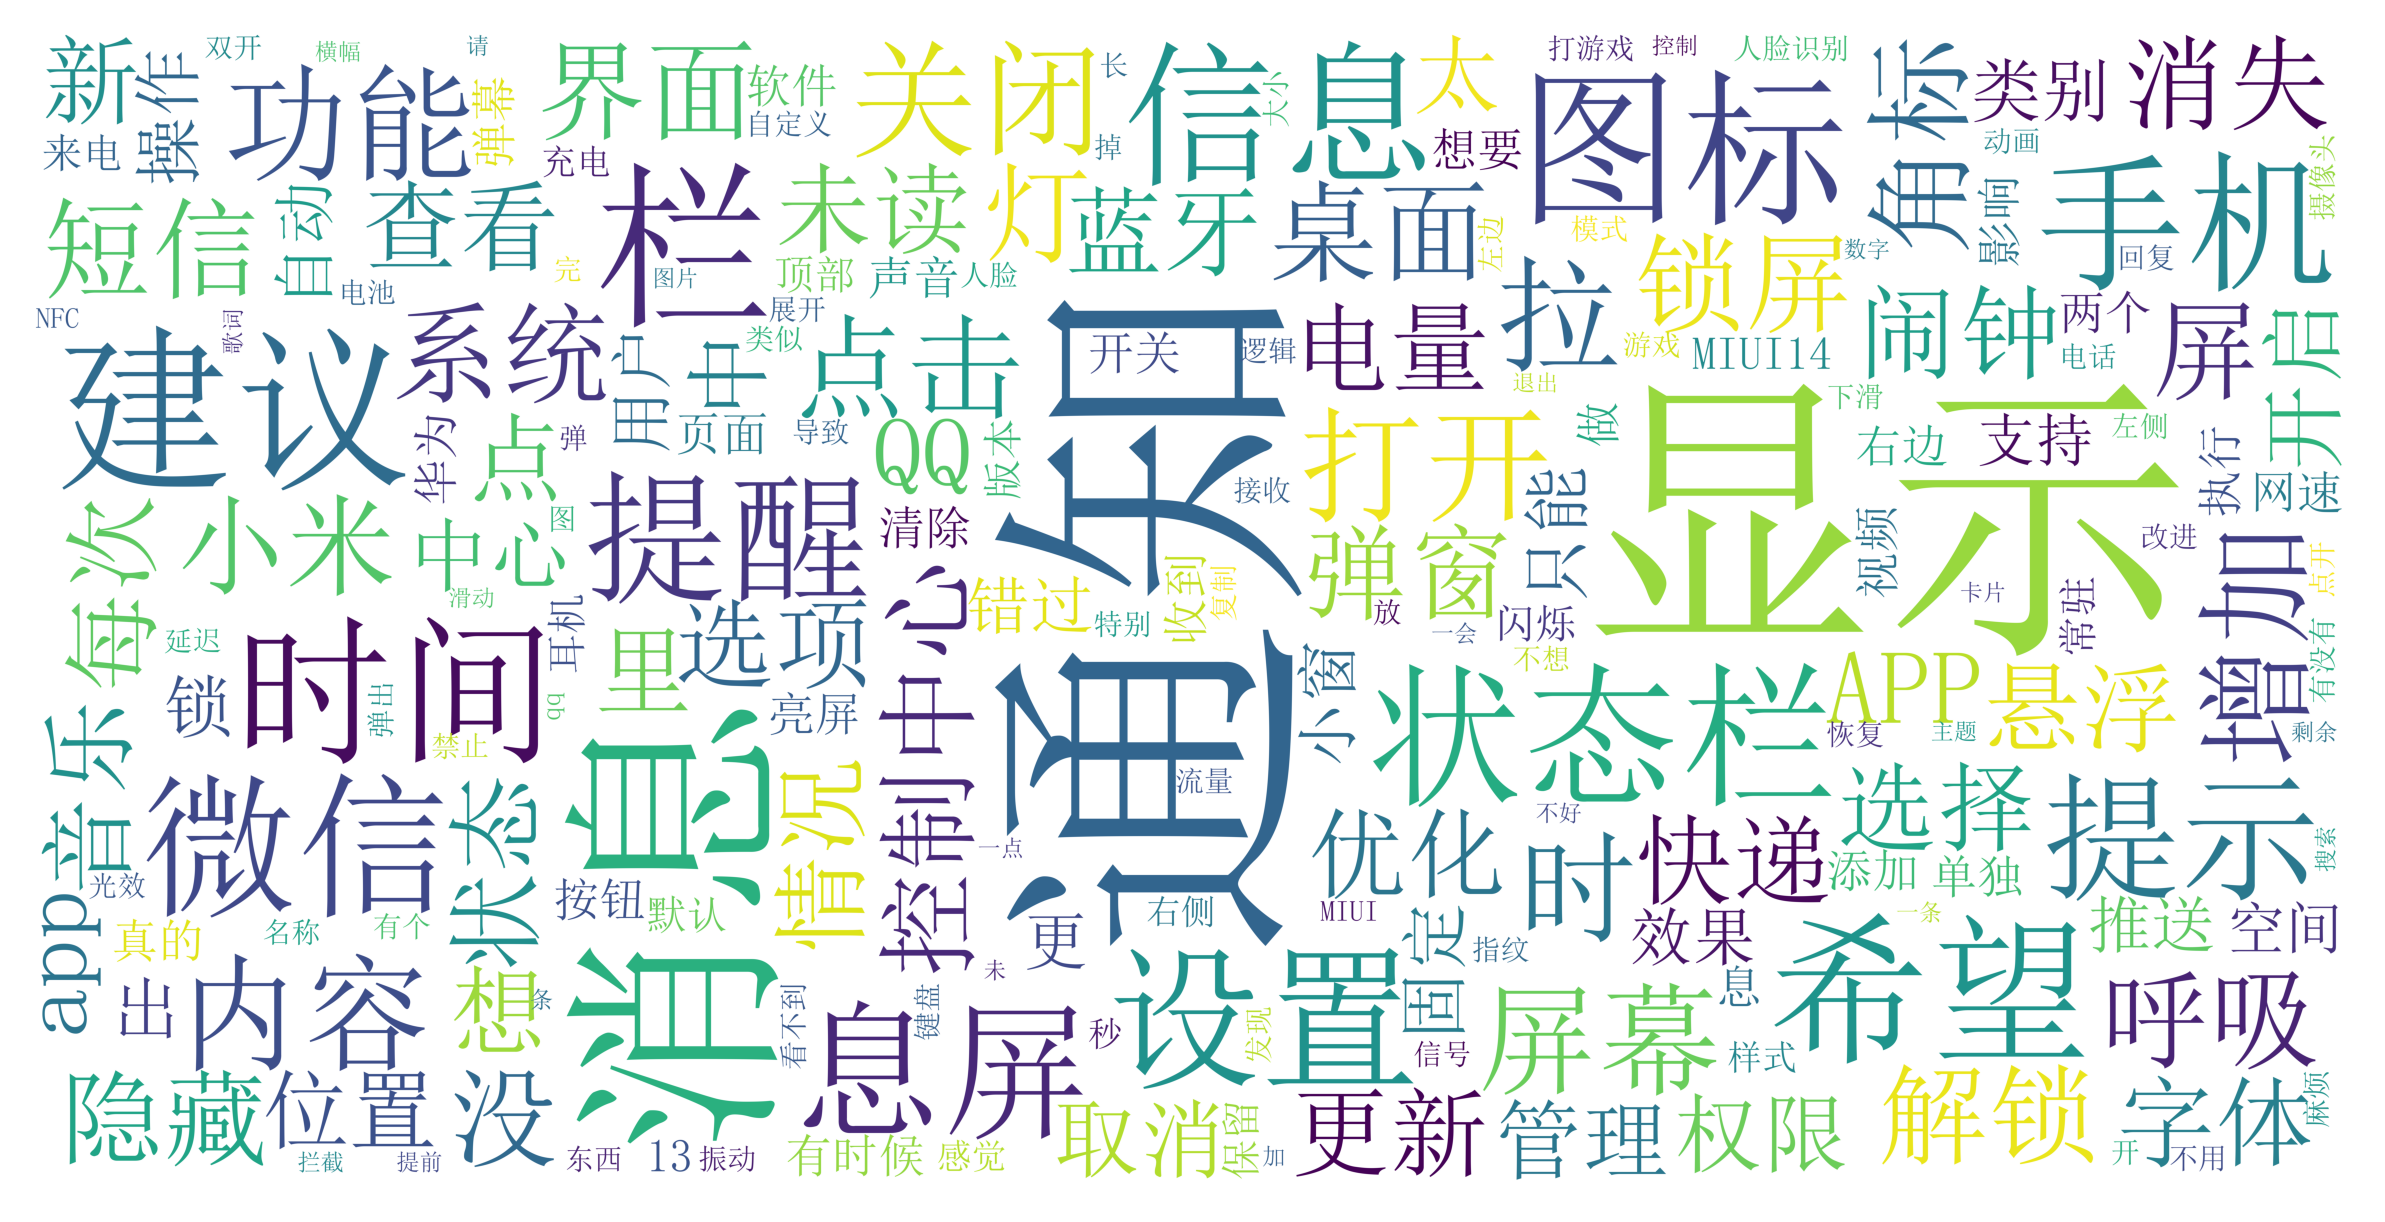 新
双开
横幅
请
来电
操作
功能
弹幕
界面
软件
自定义
充电
关闭
长
掉
信息
大小
太
想要
打游戏
控制
人脸识别
图标
角标
类别
消失
动画
影响
手机
摄像头
回复
短信
自动
查看
栏
未读
灯
蓝牙
桌面
左边
模式
锁屏
数字
完
图片
顶部
声音
人脸
电池
展开
NFC
歌词
系统
用户
中
类似
点击
通知
开关
逻辑
电量
拉
游戏
MIUI14
闹钟
两个
电话
屏
开启
建议
华为
点
弹
页面
导致
QQ
版本
打开
退出
做
显示
下滑
右边
支持
左侧
执行
网速
每次
小米
中心
图
提醒
清除
接收
弹窗
只能
视频
改进
增加
点开
滑动
耳机
控制中心
错过
特别
收到
复制
放
一会
闪烁
不想
卡片
常驻
有没有
延迟
锁
时间
弹出
禁止
qq
里
选项
亮屏
小窗
状态栏
APP
恢复
主题
悬浮
剩余
音乐
微信
状态
消息
情况
流量
优化
不好
时
快递
选择
添加
单独
提示
搜索
app
光效
真的
名称
有个
按钮
默认
一点
更
右侧
MIUI
固定
指纹
效果
一条
推送
空间
出
内容
想
条
未
看不到
键盘
息屏
秒
设置
发现
信号
屏幕
息
样式
希望
呼吸
隐藏
位置
没
拦截
提前
东西
13
振动
有时候
感觉
取消
保留
加
更新
管理
权限
解锁
字体
麻烦
开
不用